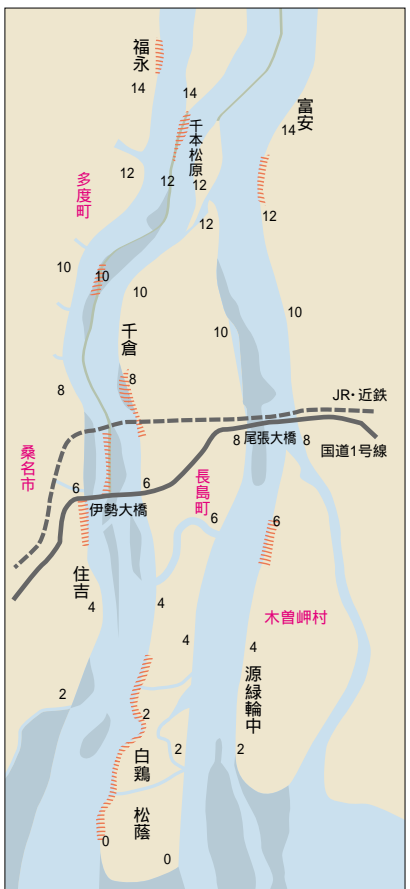 福永
14
14
富安
14
千本松原
12
12
12
多度町
12
12
10
10
10
10
10
千倉
8
8
JR・近鉄
8
尾張大橋
8
国道1号線
桑名市
6
6
伊勢大橋
長島町
6
6
住吉
4
4
4
木曽岬村
4
源緑輪中
2
2
2
2
白鶏
松蔭
0
0